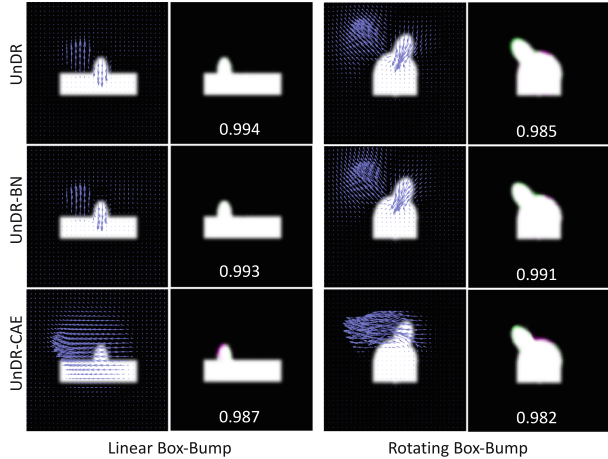 UnDR
0.994
0.985
UnDR-BN
0.993
0.991
UnDR-CAE
0.987
0.982
Linear Box-Bump
Rotating Box-Bump